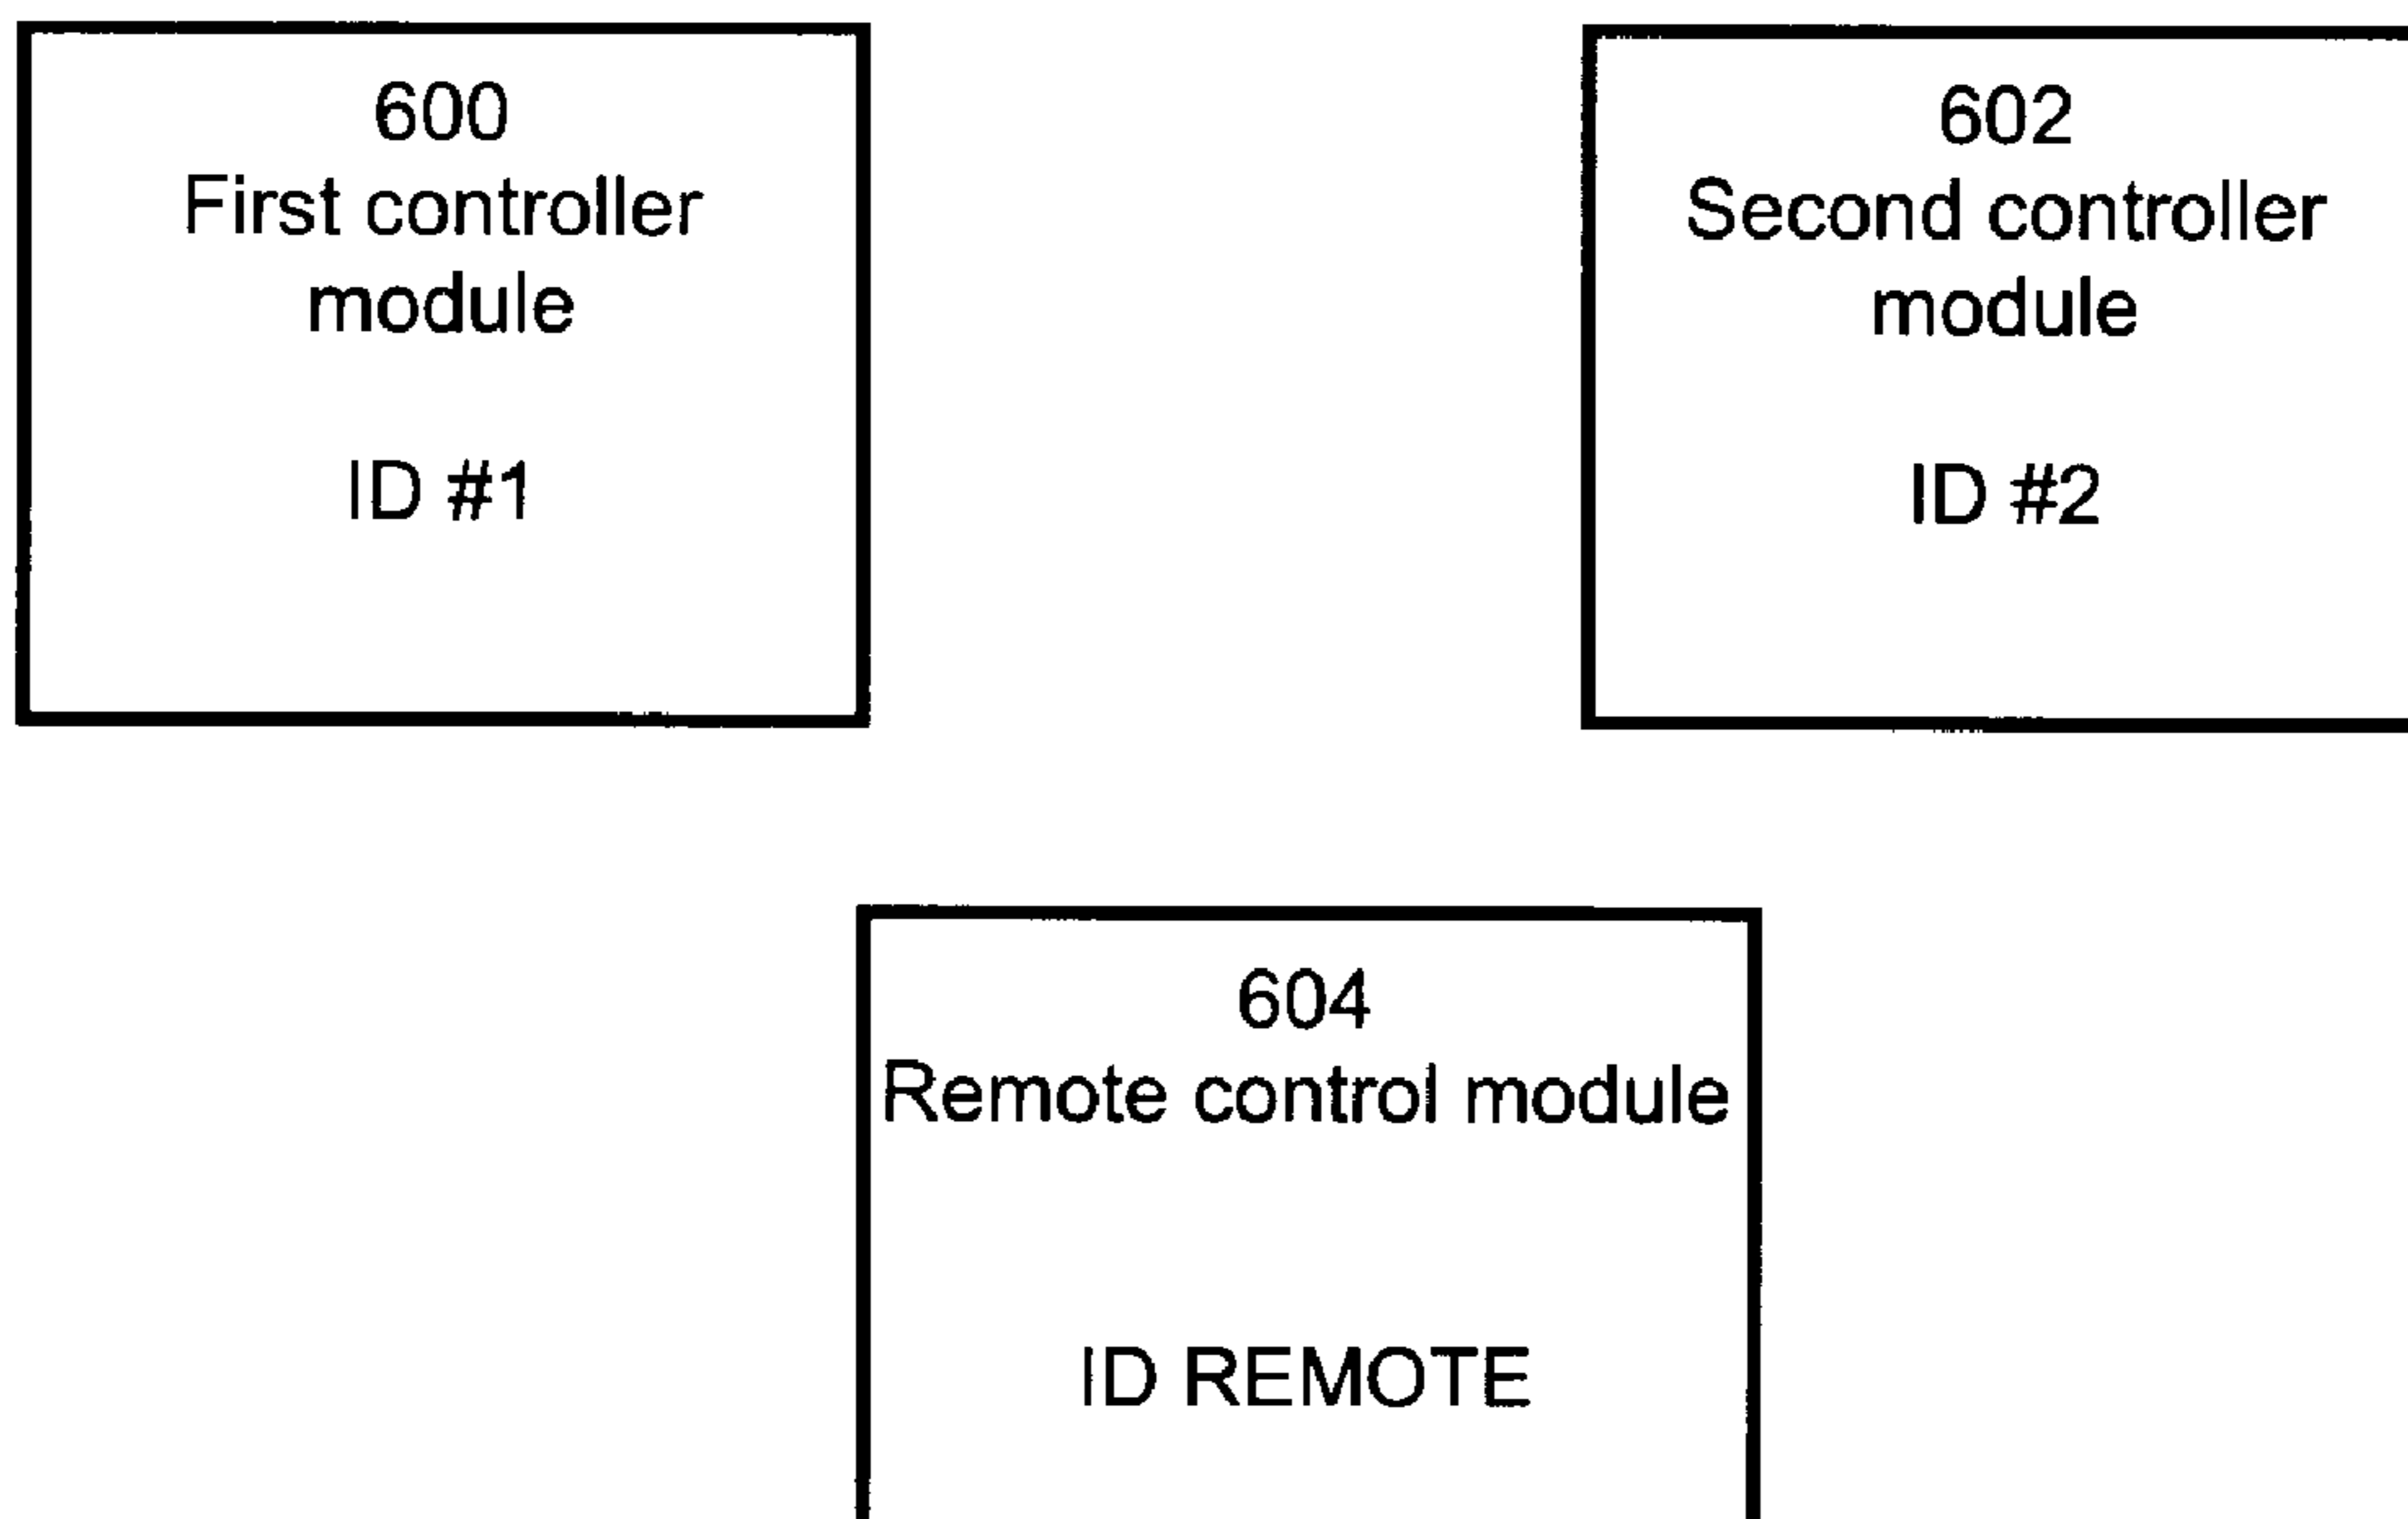 600
First controller
module
ID #1
602
Second controller
module
ID #2
604
Remote control module
ID REMOTE